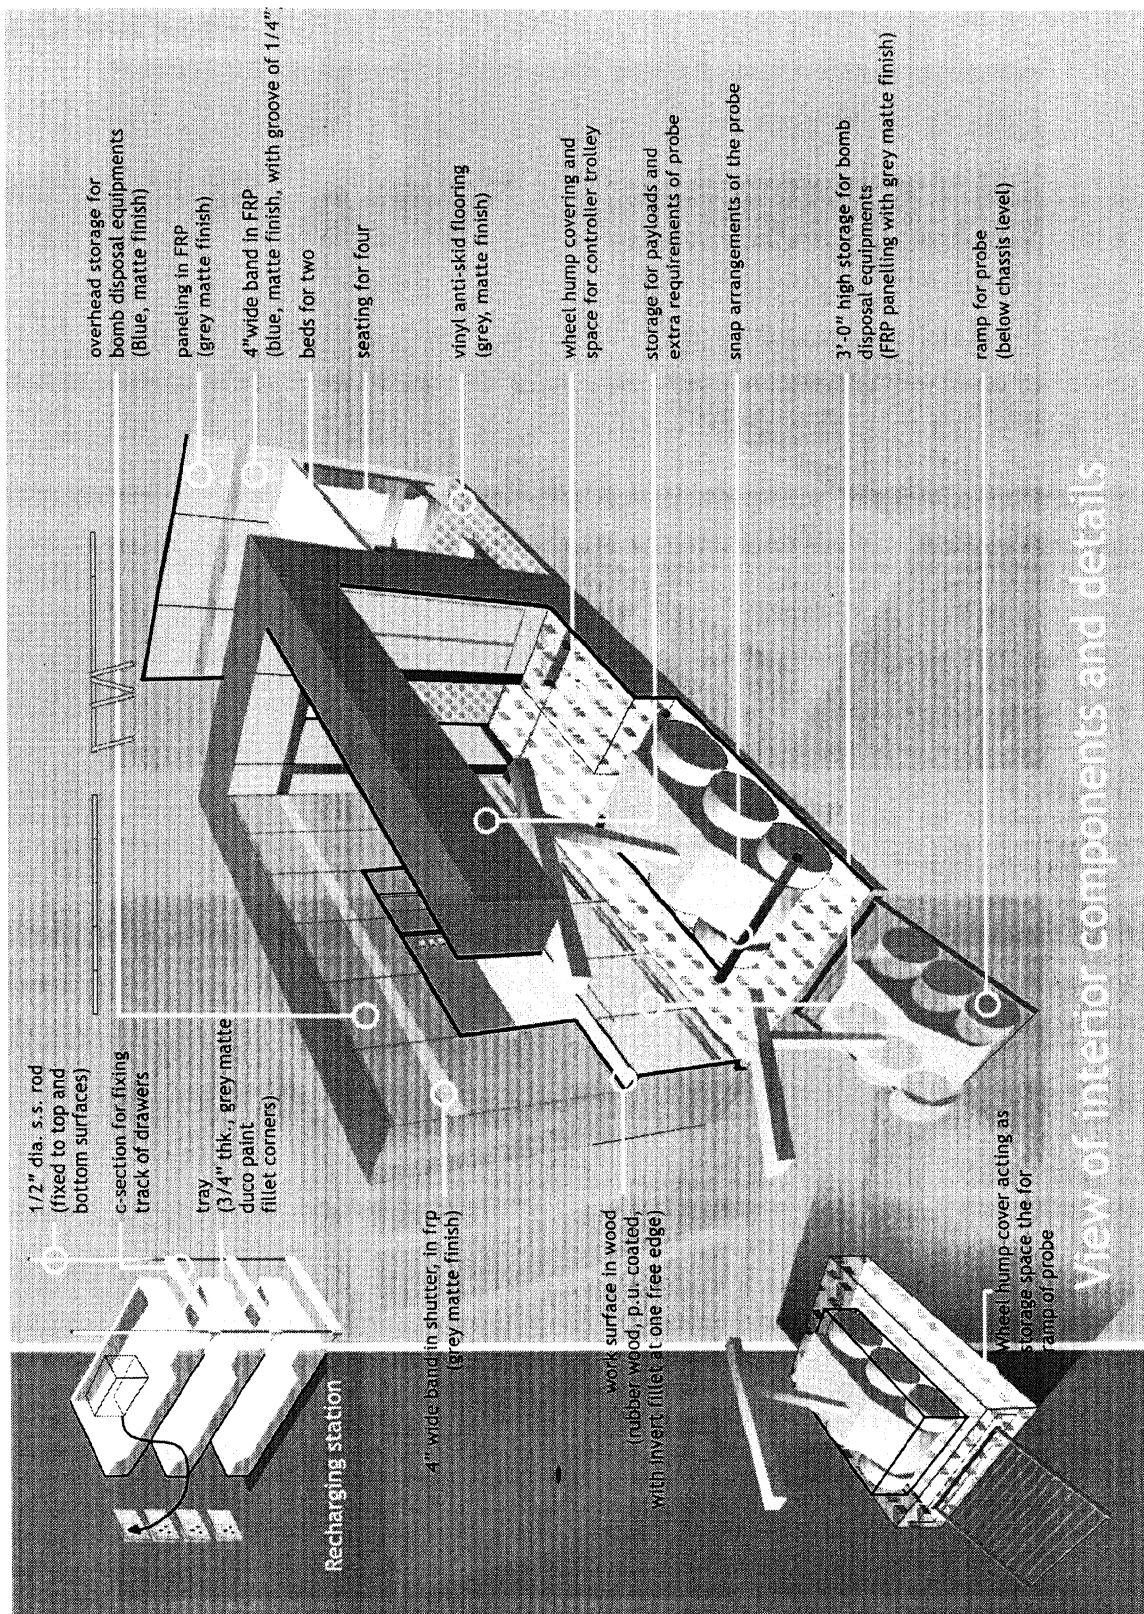 1/2" dia. s.s. rod
(fixed to top and
bottom surfaces)
c-section for fixing
track of drawers
tray
(3/4" thk., grey matte
duco paint
fillet corners)
Recharging station
4" wide band in shutter, in frp
(grey matte finish)
work surface in wood
(rubber wood, p.u. coated,
with invert fillet at one free edge)
Wheel hump cover acting as
storage space the for
ramp of probe
overhead storage for
bomb disposal equipments
(Blue, matte finish)
paneling in FRP
(grey matte finish)
4"wide band in FRP
(blue, matte finish, with groove of 1/4"
beds for two
seating for four
vinyl anti-skid flooring
(grey, matte finish)
wheel hump covering and
space for controller trolley
storage for payloads and
extra requirements of probe
snap arrangements of the probe
3'-0" high storage for bomb
disposal equipments
(FRP panelling with grey matte finish)
ramp for probe
(below chassis level)
View of interior components and details